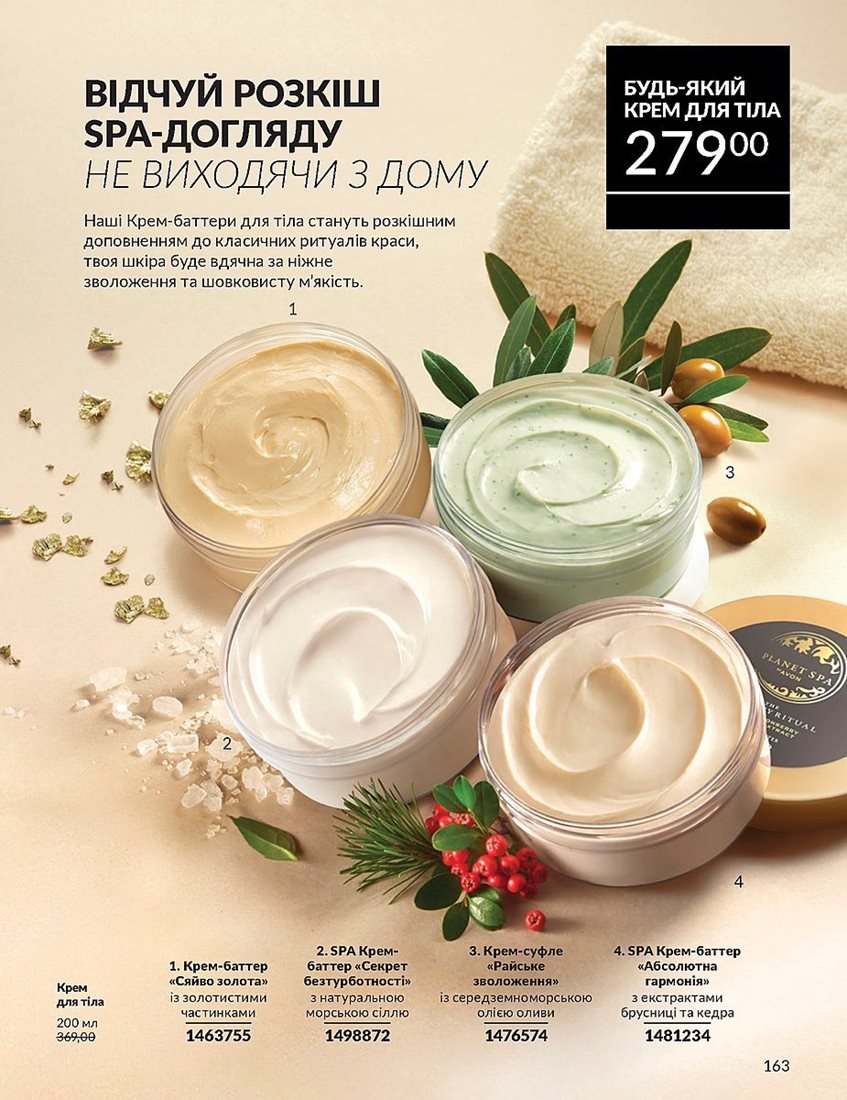 ВІДЧУЙ РОЗКІШ
SPA-ДОГЛЯДУ
НЕ ВИХОДЯЧИ З ДОМУ
Наші Крем-баттери для тіла стануть розкішним
доповненням до класичних ритуалів краси,
твоя шкіра буде вдячна за ніжне
зволоження та шовковисту м'якість.
БУДЬ-ЯКИЙ
КРЕМ ДЛЯ ТІЛА
27900
1
3
2
4
PLANET SPA
AVON
THE
RITUAL
EXTRACT
Крем
для тіла
200 мл
369,00
1. Крем-баттер
«Сяйво золота»
із золотистими
частинками
1463755
2. SPA Крем-
баттер «Секрет
безтурботності»
з натуральною
морською сіллю
1498872
3. Крем-суфле
«Райське
зволоження»
із середземноморською
олією оливи
1476574
4. SPA Крем-баттер
«Абсолютна
гармонія»
з екстрактами
брусниці та кедра
1481234
163